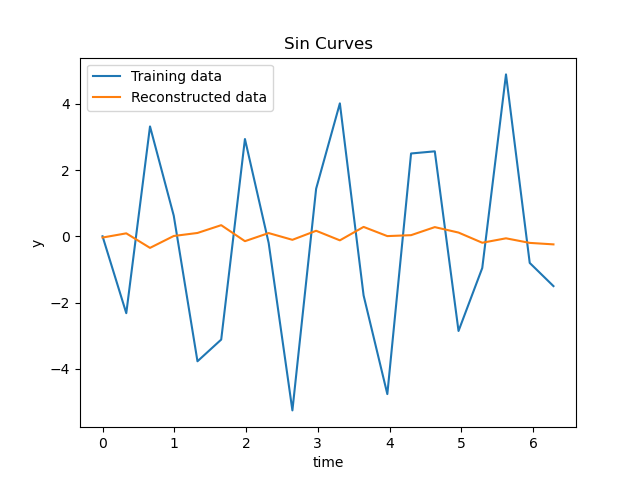 Sin Curves
Training data
Reconstructed data
4
2
0
−2
−4
y
0 1 2 3 4 5 6
time